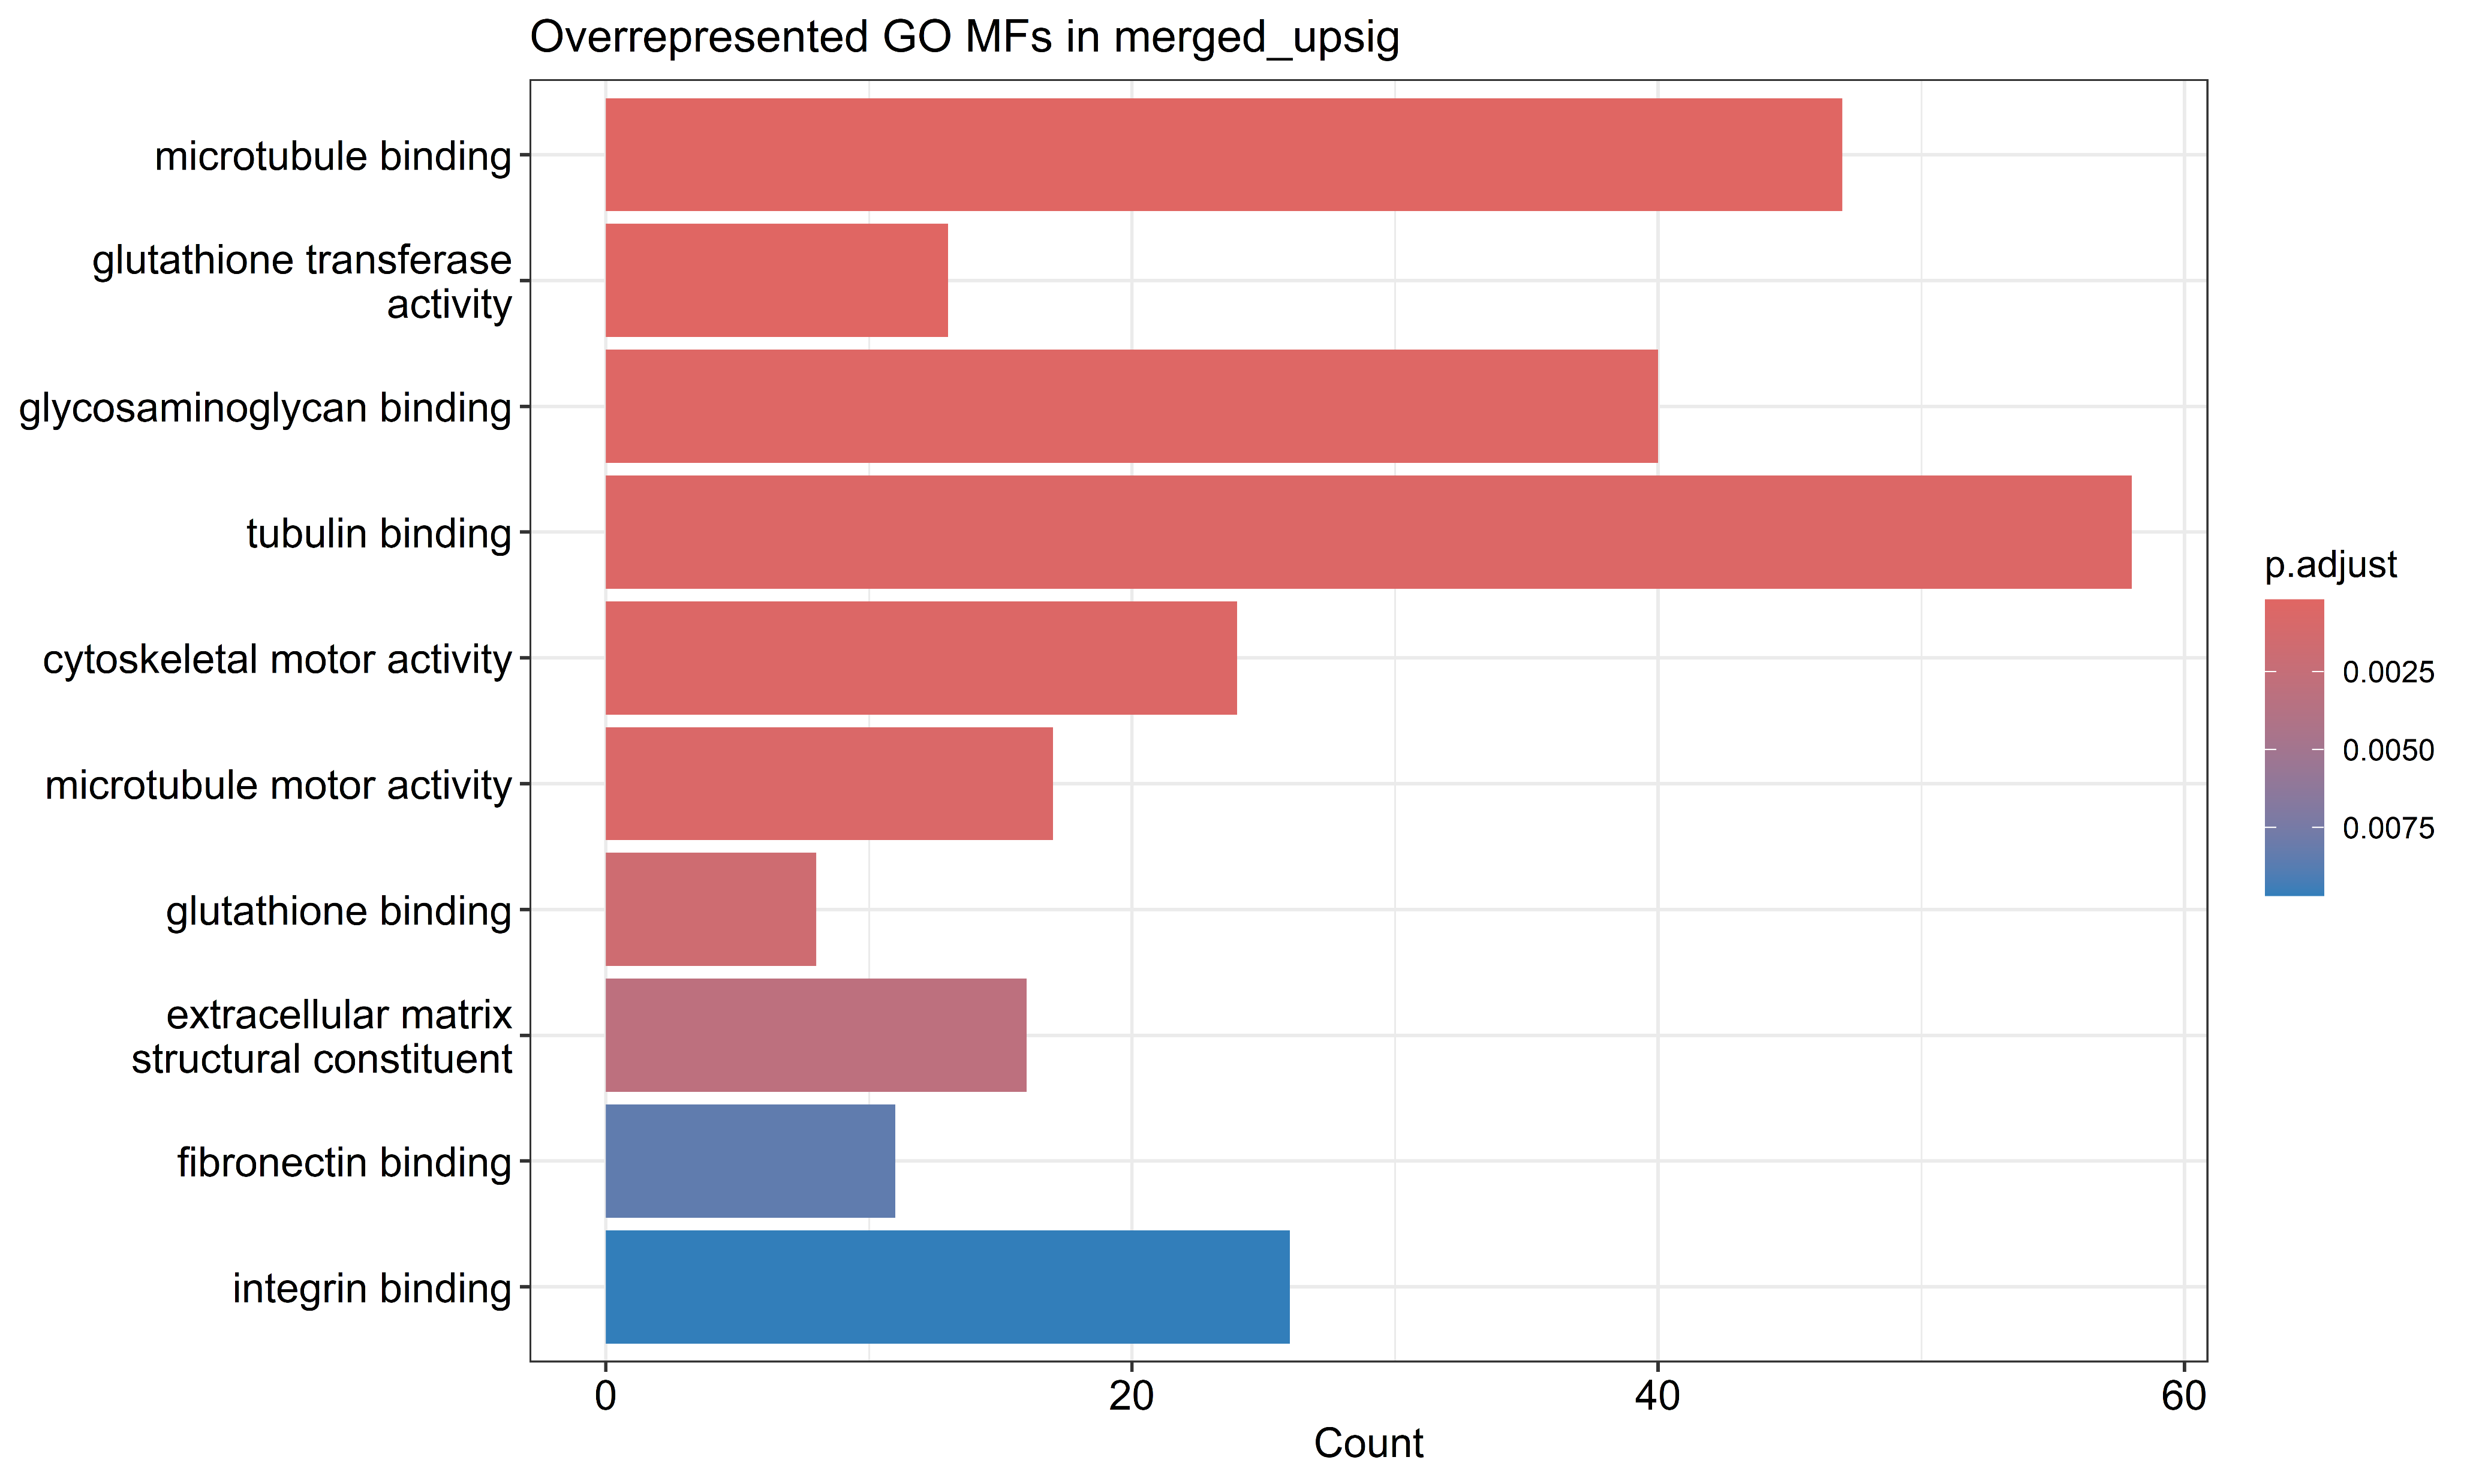 Overrepresented GO MFs in merged_upsig
microtubule binding
glutathione transferase
activity
glycosaminoglycan binding
tubulin binding
cytoskeletal motor activity
microtubule motor activity
glutathione binding
extracellular matrix
structural constituent
fibronectin binding
integrin binding
0 20 40 60
Count
p.adjust
0.0025
0.0050
0.0075